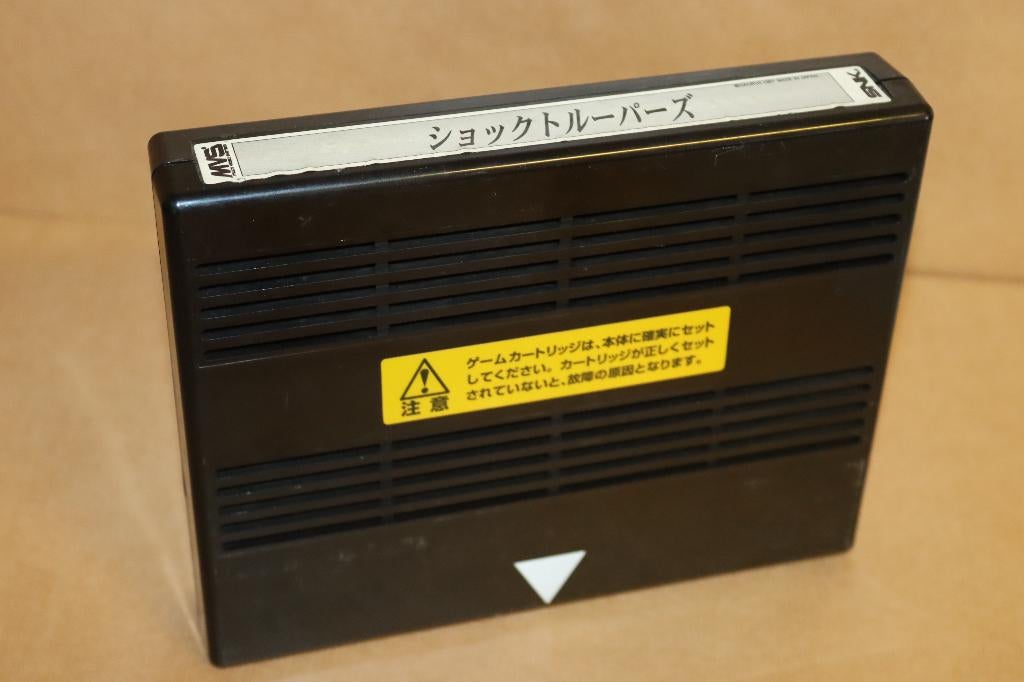 MVS
ショックトルーパーズ
SNK
ゲームカートリッジは、本体に確実にセット
してください。カートリッジが正しくセット
されていないと、故障の原因となります。
注意